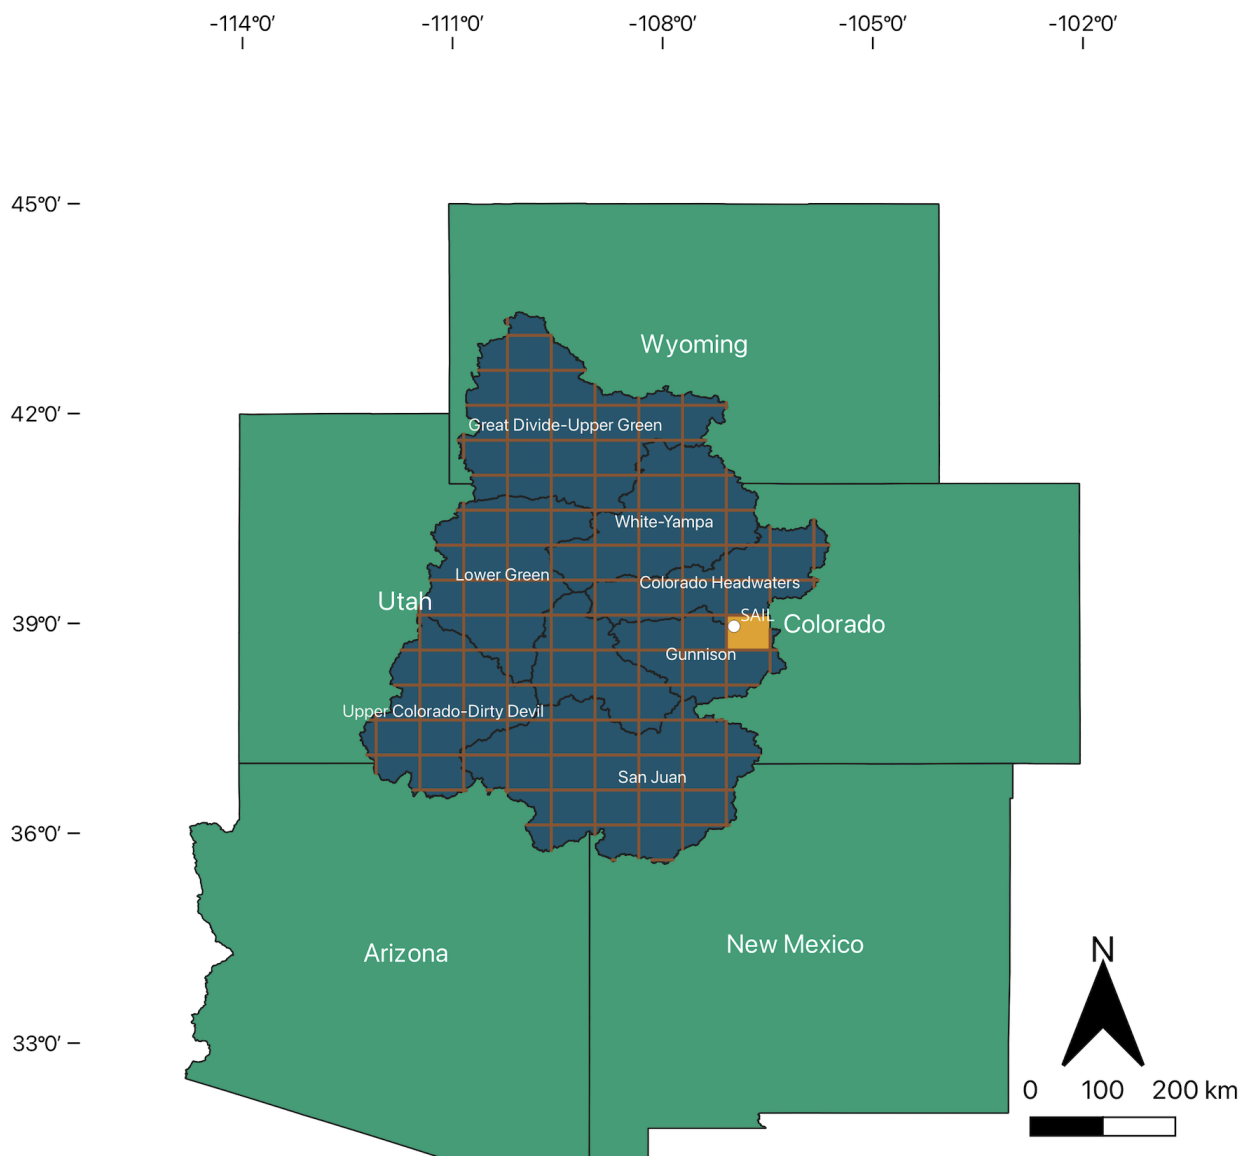 -114°0′ -111°0′ -108°0′ -105°0′ -102°0′
45°0′
Wyoming
42°0′
Great Divide-Upper Green
White-Yampa
Lower Green
Colorado Headwaters
Utah
SAIL
39°0′
Colorado
Gunnison
Upper Colorado-Dirty Devil
San Juan
36°0′
New Mexico
Arizona
N
33°0′
0 100 200 km